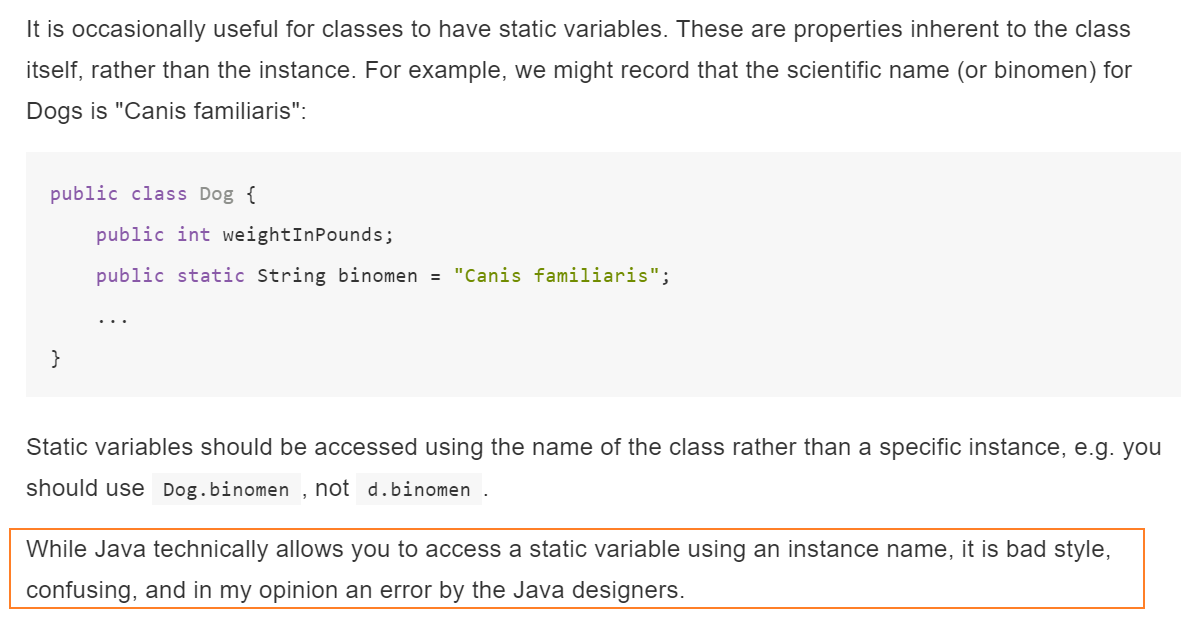 It is occasionally useful for classes to have static variables. These are properties inherent to the class
itself, rather than the instance. For example, we might record that the scientific name (or binomen) for
Dogs is "Canis familiaris":
public class Dog {
    public int weightInPounds;
    public static String binomen = "Canis familiaris";
    ...
}
Static variables should be accessed using the name of the class rather than a specific instance, e.g. you
should use Dog.binomen , not d.binomen .
While Java technically allows you to access a static variable using an instance name, it is bad style,
confusing, and in my opinion an error by the Java designers.